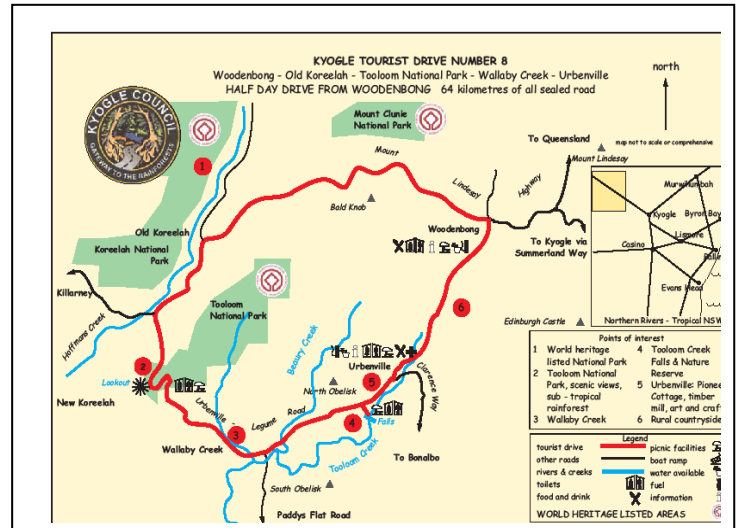 KYOGLE TOURIST DRIVE NUMBER 8
Woodenbong - Old Koreelah - Tooloom National Park - Wallaby Creek - Urbenville
HALF DAY DRIVE FROM WOODENBONG 64 kilometres of all sealed road
north
KYOGLE COUNCIL
GATEWAY TO THE RAINFORESTS
map not to scale or comprehensive
Mount Clunie
National Park
To Queensland
Mount Lindesay
Mount
Lindesay
Highway
1
Bald Knob
Woodenbong
To Kyogle via
Summerland Way
Old Koreelah
Koreelah National
Park
Killarney
Hoffmans Creek
Tooloom
National Park
Murwillumbah
Kyogle
Byron Bay
Lismore
Casino
Evans Head
Northern Rivers - Tropical NSW
Edinburgh Castle
6
Beaury Creek
Urbenville
5
Clarence Way
2
Lookout
New Koreelah
North Obelisk
Urbenville -
Legume
Road
4
Falls
3
Wallaby Creek
Tooloom Creek
To Bonalbo
South Obelisk
Paddys Flat Road
Points of interest
1 World heritage
listed National Park
2 Tooloom National
Park, scenic views,
sub - tropical
rainforest
3 Wallaby Creek
4 Tooloom Creek
Falls & Nature
Reserve
5 Urbenville: Pionee
Cottage, timber
mill, art and craf
6 Rural countryside
Legend
tourist drive
other roads
rivers & creeks
toilets
food and drink
picnic facilities
boat ramp
water available
fuel
information
WORLD HERITAGE LISTED AREAS